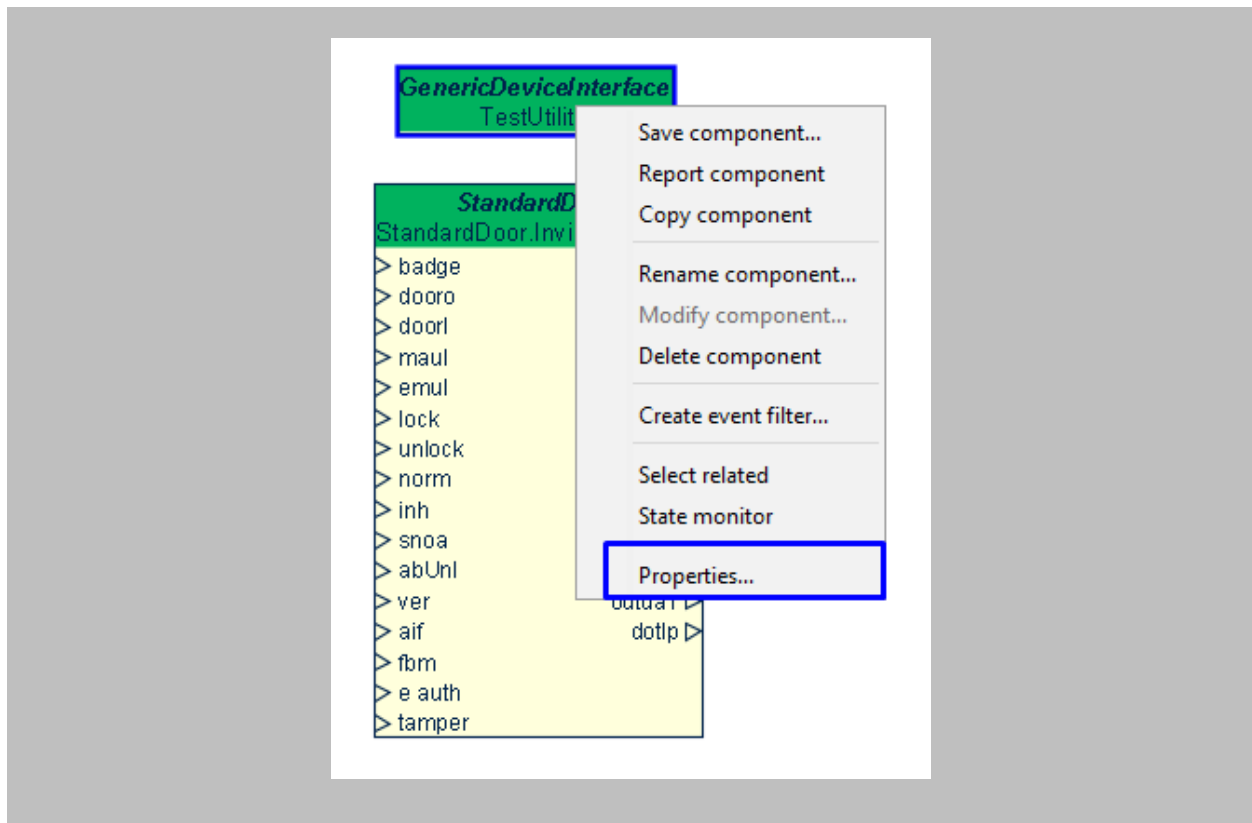 GenericDeviceInterface
TestUtilit
Save component...
Report component
Copy component
Rename component...
Modify component...
Delete component
Create event filter...
Select related
State monitor
Properties...
StandardD
StandardDoor.Invi
badge
dooro
doorl
maul
emul
lock
unlock
norm
inh
snoa
abUnl
ver
aif
fbm
e auth
tamper
dotlp